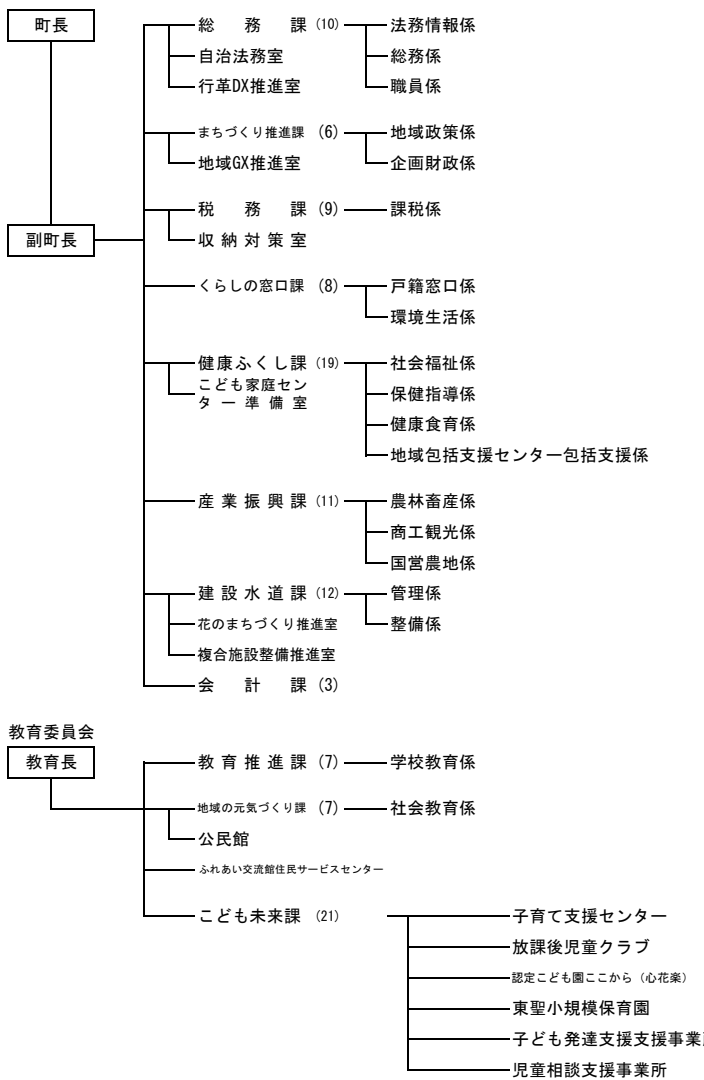 町長
総務課 (10) 法務情報係
自治法務室 総務係
行革DX推進室 職員係
まちづくり推進課 (6) 地域政策係
地域GX推進室 企画財政係
税務課 (9) 課税係
副町長 収納対策室
くらしの窓口課 (8) 戸籍窓口係
環境生活係
健康ふくし課 (19) 社会福祉係
こども家庭セン
ター準備室 保健指導係
健康食育係
地域包括支援センター包括支援係
産業振興課 (11) 農林畜産係
商工観光係
国営農地係
建設水道課 (12) 管理係
花のまちづくり推進室 整備係
複合施設整備推進室
会計課 (3)
教育委員会
教育長 教育推進課 (7) 学校教育係
地域の元気づくり課 (7) 社会教育係
公民館
ふれあい交流館住民サービスセンター
こども未来課 (21) 子育て支援センター
放課後児童クラブ
認定こども園ここから(心花楽)
東聖小規模保育園
子ども発達支援支援事業
児童相談支援事業所